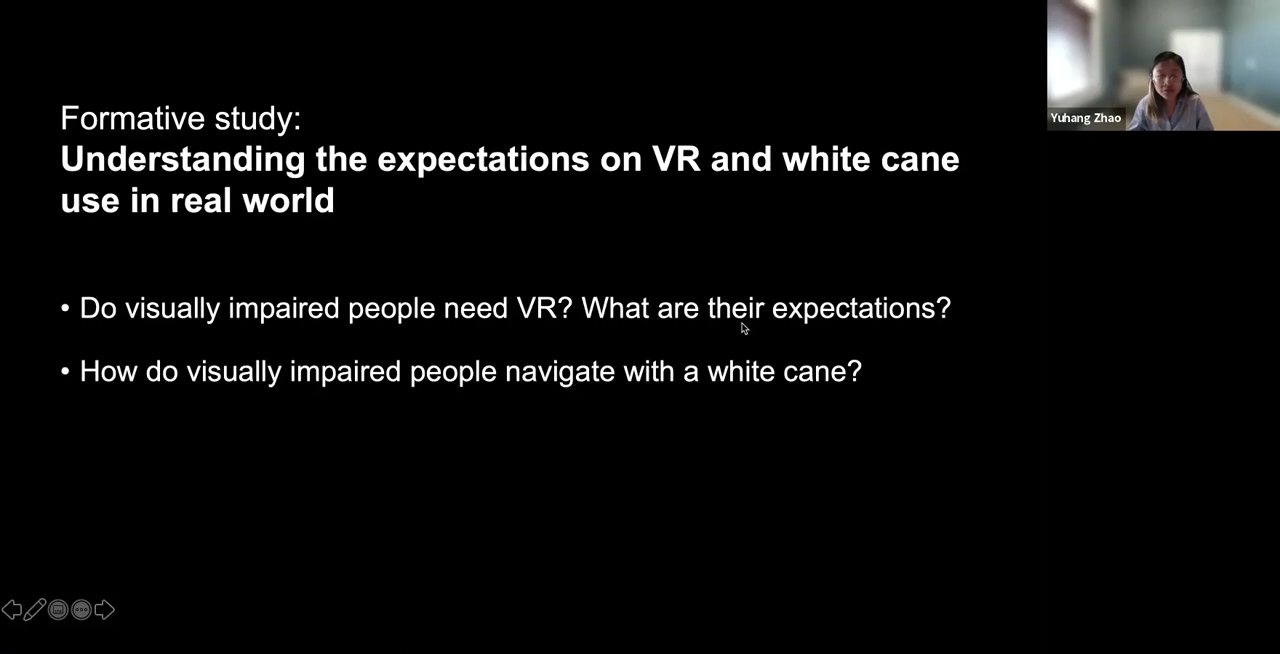 Formative study:
Understanding the expectations on VR and white cane
use in real world
• Do visually impaired people need VR? What are their expectations?
• How do visually impaired people navigate with a white cane?
Yuhang Zhao